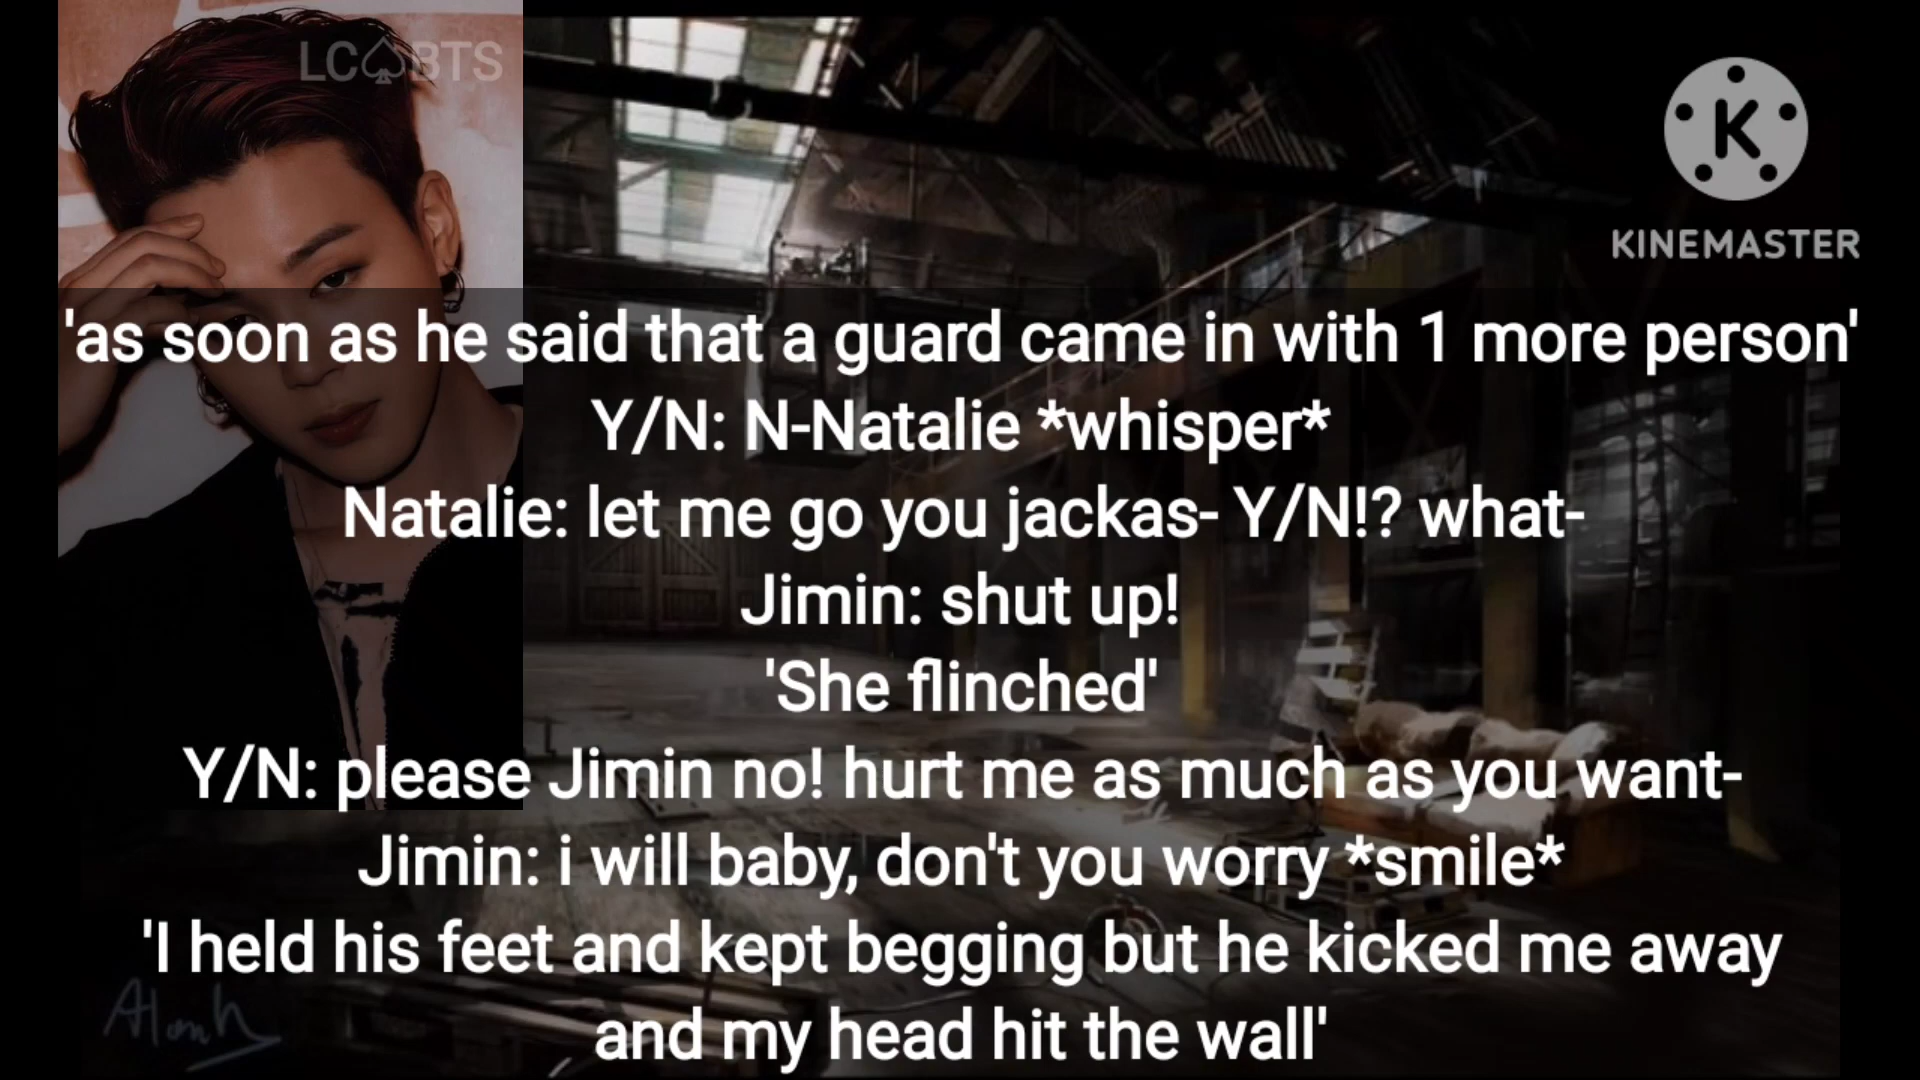 LC♤BTS
KINEMASTER
'as soon as he said that a guard came in with 1 more person'
Y/N: N-Natalie *whisper*
Natalie: let me go you jackas- Y/N!? what-
Jimin: shut up!
'She flinched'
Y/N: please Jimin no! hurt me as much as you want-
Jimin: i will baby, don't you worry *smile*
'I held his feet and kept begging but he kicked me away
and my head hit the wall'